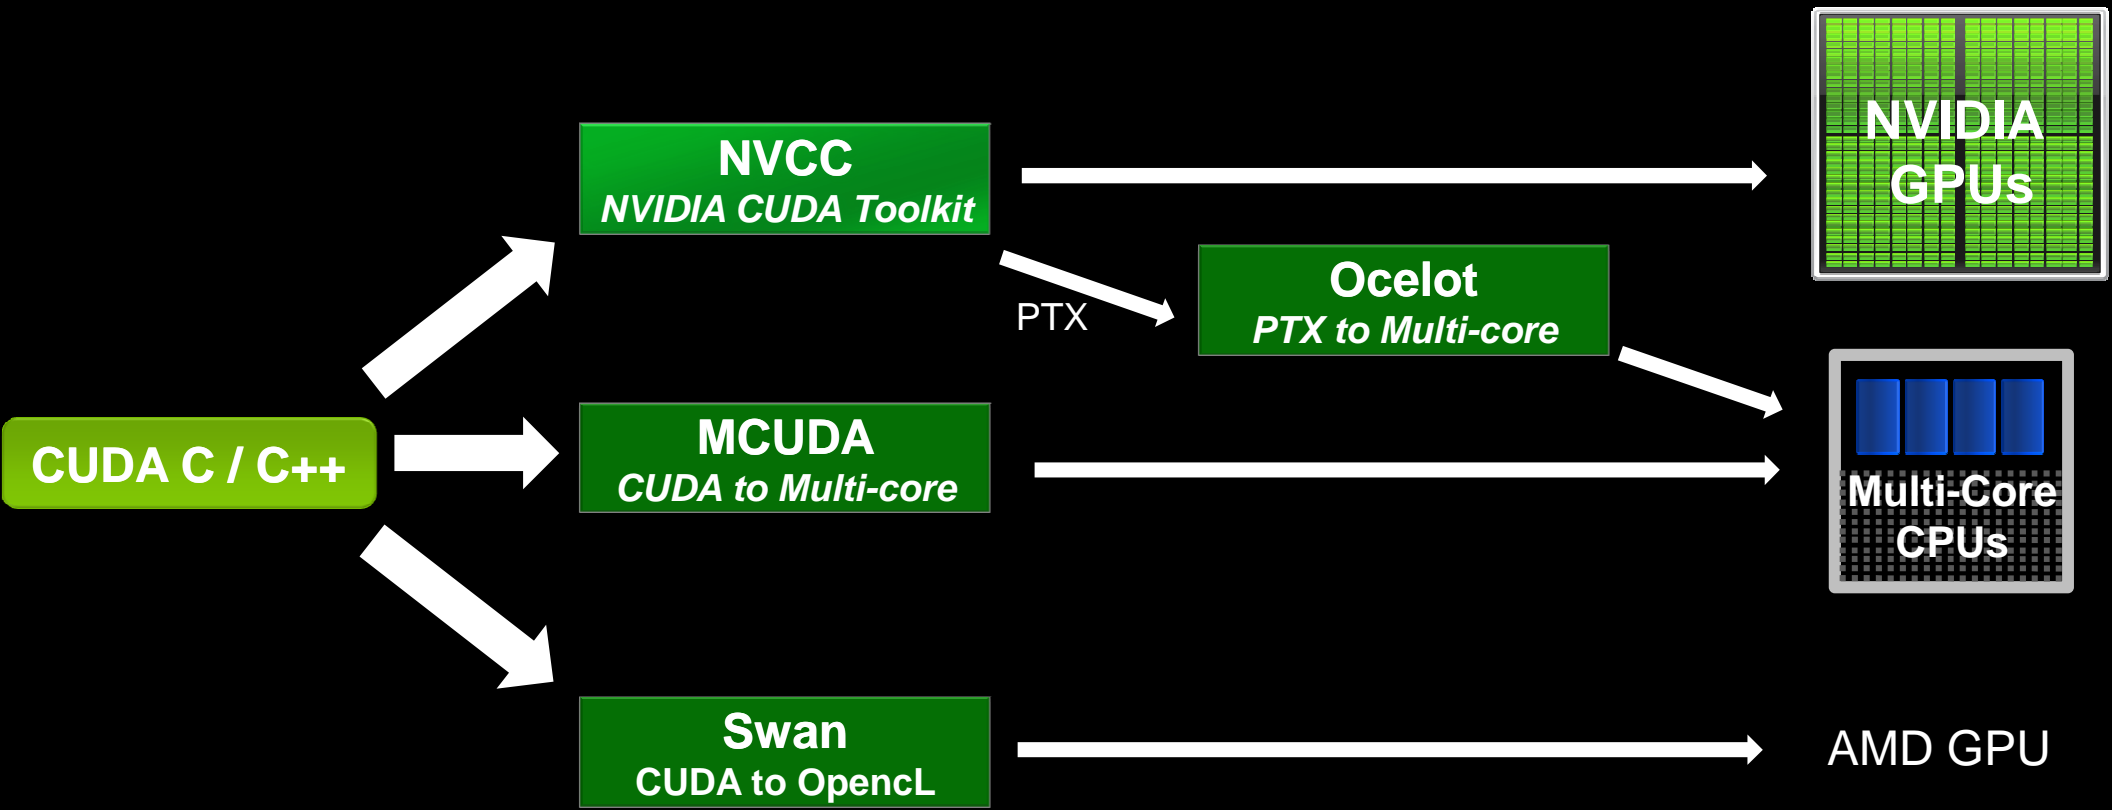 NVIDIA
GPUs
NVCC
NVIDIA CUDA Toolkit
Ocelot
PTX to Multi-core
PTX
CUDA C / C++
MCUDA
CUDA to Multi-core
Multi-Core
CPUs
Swan
CUDA to OpencL
AMD GPU